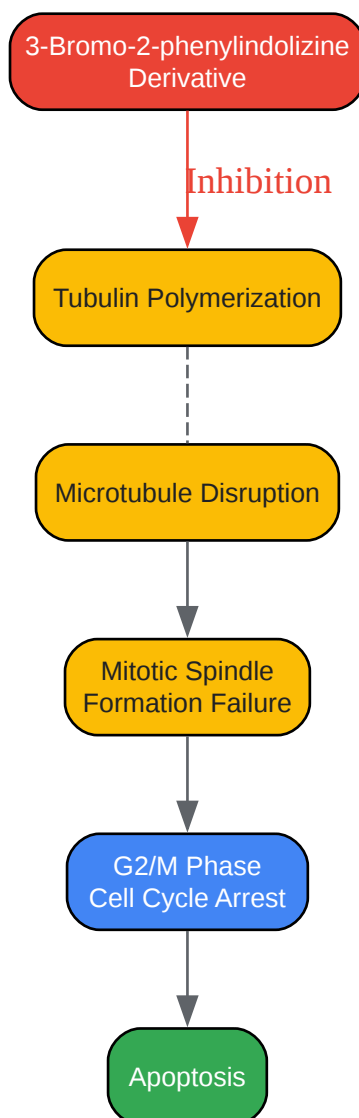 3-Bromo-2-phenylindolizine
Derivative
Inhibition
Tubulin Polymerization
Microtubule Disruption
Mitotic Spindle
Formation Failure
G2/M Phase
Cell Cycle Arrest
Apoptosis